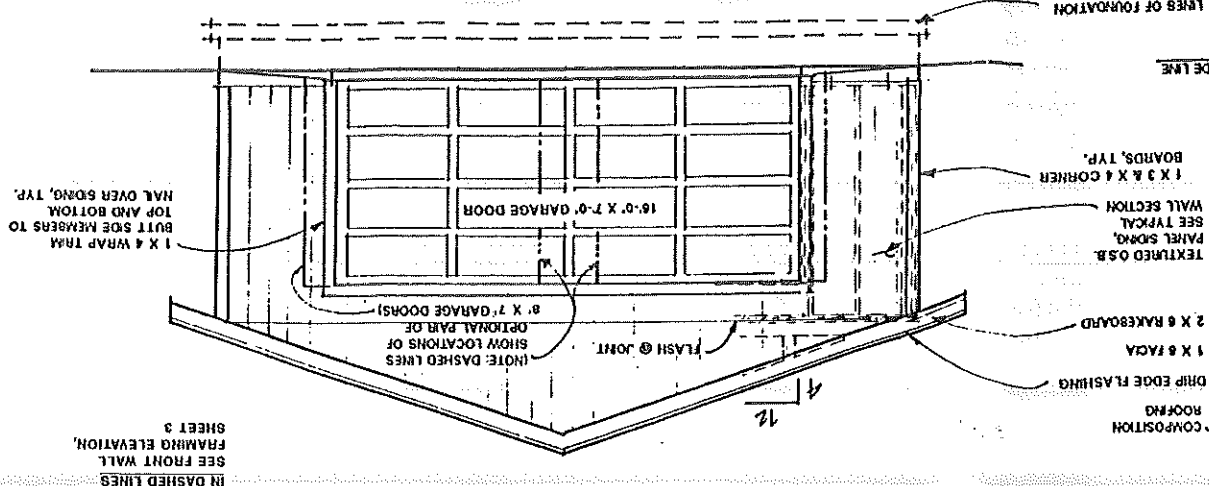 IN DASHED LINES
SEE FRONT WALL
FRAMING ELEVATION,
SHEET 3
COMPOSITION
ROOFING
DRIP EDGE FLASHING
1 X 8 FACIA
2 X 6 RAKEBOARD
TEXTURED O.S.B.
PANEL SIDING,
SEE TYPICAL
WALL SECTION
1 X 3 & X 4 CORNER
BOARDS, TYP.
DE LINE
LINES OF FOUNDATION
12
4
FLASH @ JOINT
(NOTE: DASHED LINES
SHOW LOCATIONS OF
OPTIONAL PAIR OF
8' X 7' GARAGE DOORS)
16'-0" X 7'-0" GARAGE DOOR
1 X 4 WRAP TRIM
BUTT SIDE MEMBERS TO
TOP AND BOTTOM.
NAIL OVER SIDING, TYP.